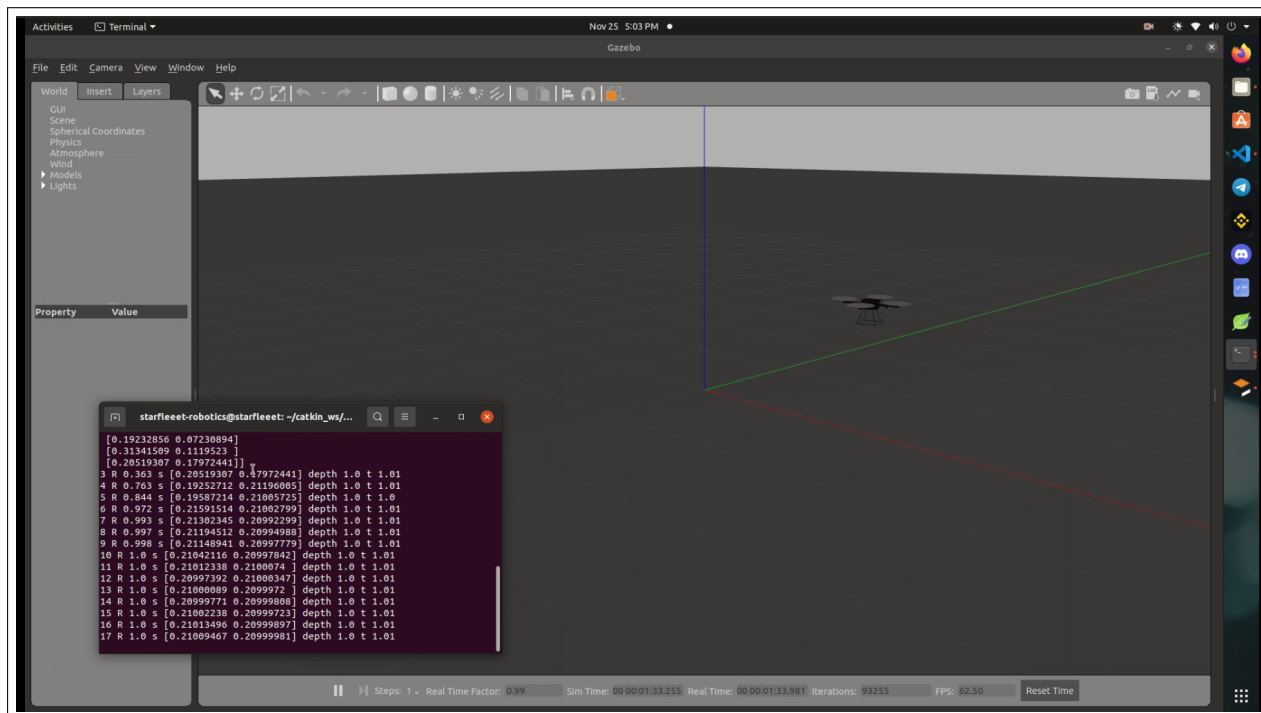 Activities Terminal Nov 25 5:03 PM
Gazebo
File Edit Camera View Window Help
World Insert Layers
GUI
Scene
Spherical Coordinates
Physics
Atmosphere
Wind
Models
Lights
Property Value
starfleeet-robotics@starfleeet: ~/catkin_ws/...
[0.19232856 0.07230894]
[0.31341509 0.1119523 ]
[0.20519307 0.17972441]]
3 R 0.363 s [0.20519307 0.17972441] depth 1.0 t 1.01
4 R 0.763 s [0.19252712 0.21196005] depth 1.0 t 1.01
5 R 0.844 s [0.19587214 0.21005725] depth 1.0 t 1.0
6 R 0.972 s [0.21591514 0.21002799] depth 1.0 t 1.01
7 R 0.993 s [0.21302345 0.20992299] depth 1.0 t 1.01
8 R 0.997 s [0.21194512 0.20994988] depth 1.0 t 1.01
9 R 0.998 s [0.21148941 0.20997779] depth 1.0 t 1.01
10 R 1.0 s [0.21042116 0.20997842] depth 1.0 t 1.01
11 R 1.0 s [0.21012338 0.2100074 ] depth 1.0 t 1.01
12 R 1.0 s [0.20997392 0.21000347] depth 1.0 t 1.01
13 R 1.0 s [0.21000089 0.2099972 ] depth 1.0 t 1.01
14 R 1.0 s [0.20999771 0.20999808] depth 1.0 t 1.01
15 R 1.0 s [0.21002238 0.20999723] depth 1.0 t 1.01
16 R 1.0 s [0.21013496 0.20999897] depth 1.0 t 1.01
17 R 1.0 s [0.21009467 0.20999981] depth 1.0 t 1.01
Steps: 1 Real Time Factor: 0.99 Sim Time: 00 00:01:33.255 Real Time: 00 00:01:33.981 Iterations: 93255 FPS: 62.50 Reset Time